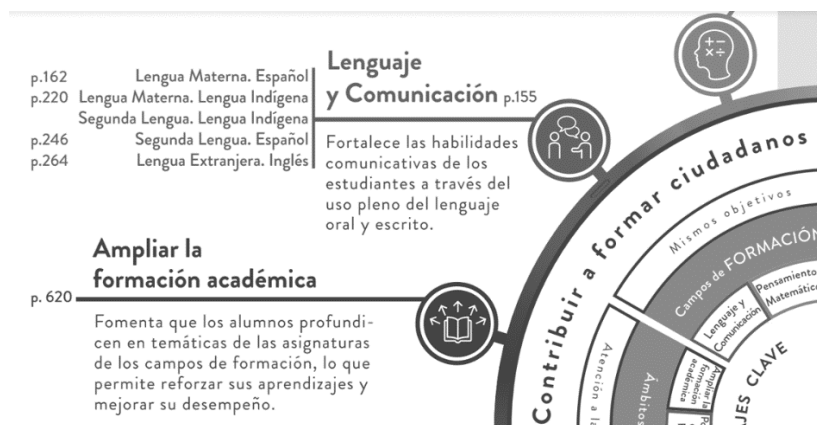 Lenguaje
y Comunicación p.155
p.162 Lengua Materna. Español
p.220 Lengua Materna. Lengua Indígena
Segunda Lengua. Lengua Indígena
p.246 Segunda Lengua. Español
p.264 Lengua Extranjera. Inglés
Fortalece las habilidades
comunicativas de los
estudiantes a través del
uso pleno del lenguaje
oral y escrito.
Ampliar la
formación académica
p. 620
Fomenta que los alumnos profundi-
cen en temáticas de las asignaturas
de los campos de formación, lo que
permite reforzar sus aprendizajes y
mejorar su desempeño.
Contribuir a formar ciudadanos
Mismos objetivos
Campos de FORMACIÓN
Pensamiento
Matemático
Lenguaje y
Comunicación
Atención a la
Ámbitos
Ampliar la
formación
académica
JES CLAVE